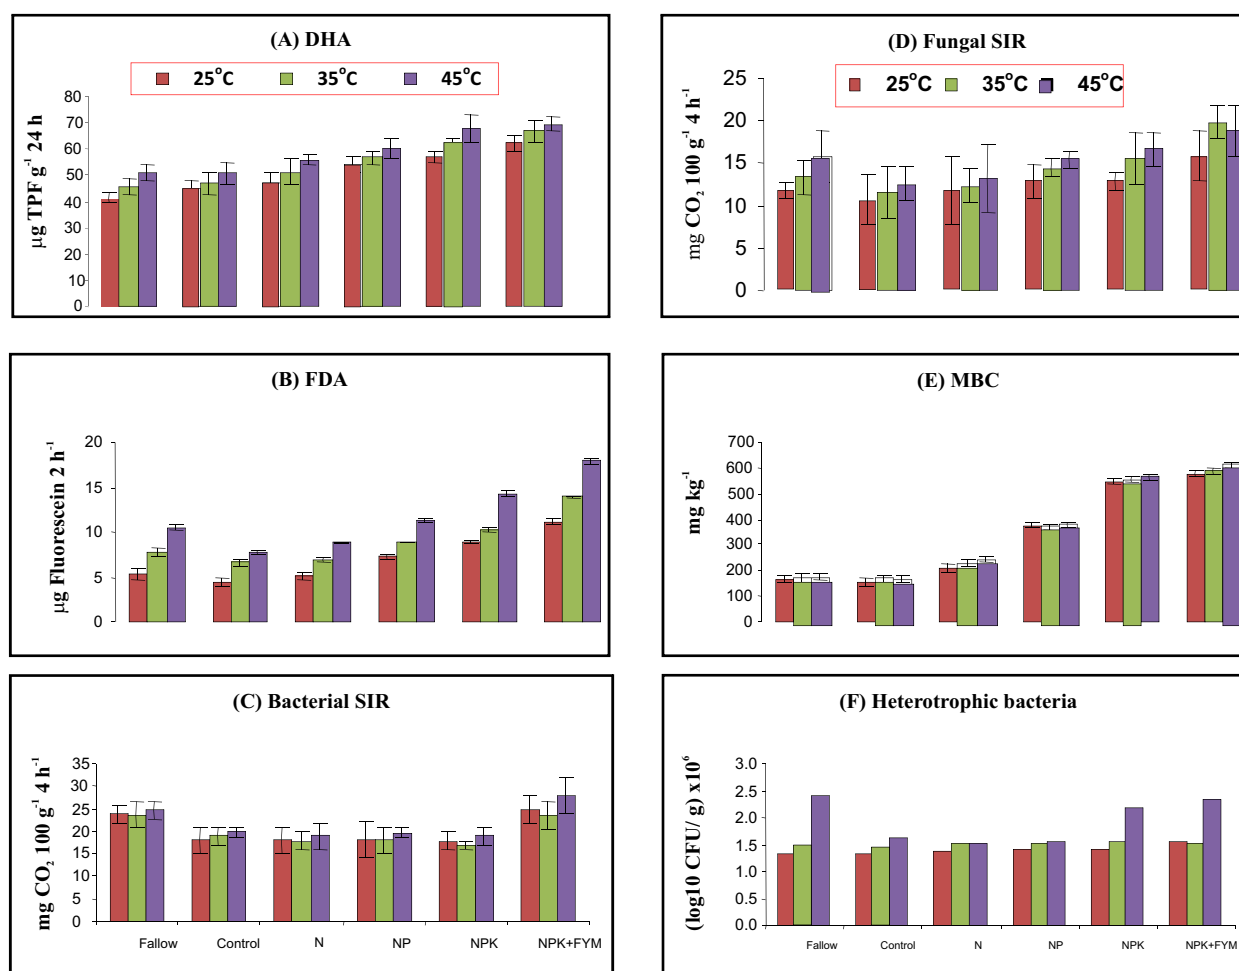 (A) DHA
25°C 35°C 45°C
µg TPF g⁻¹ 24 h
80
70
60
50
40
30
20
10
0
(D) Fungal SIR
25°C 35°C 45°C
mg CO₂ 100 g⁻¹ 4 h⁻¹
25
20
15
10
5
0
(B) FDA
µg Fluorescein 2 h⁻¹
20
15
10
5
0
(E) MBC
mg kg⁻¹
700
600
500
400
300
200
100
0
(C) Bacterial SIR
mg CO₂ 100 g⁻¹ 4 h⁻¹
35
30
25
20
15
10
5
0
Fallow Control N NP NPK NPK+FYM
(F) Heterotrophic bacteria
(log10 CFU/ g) x10⁶
3.0
2.5
2.0
1.5
1.0
0.5
0.0
Fallow Control N NP NPK NPK+FYM